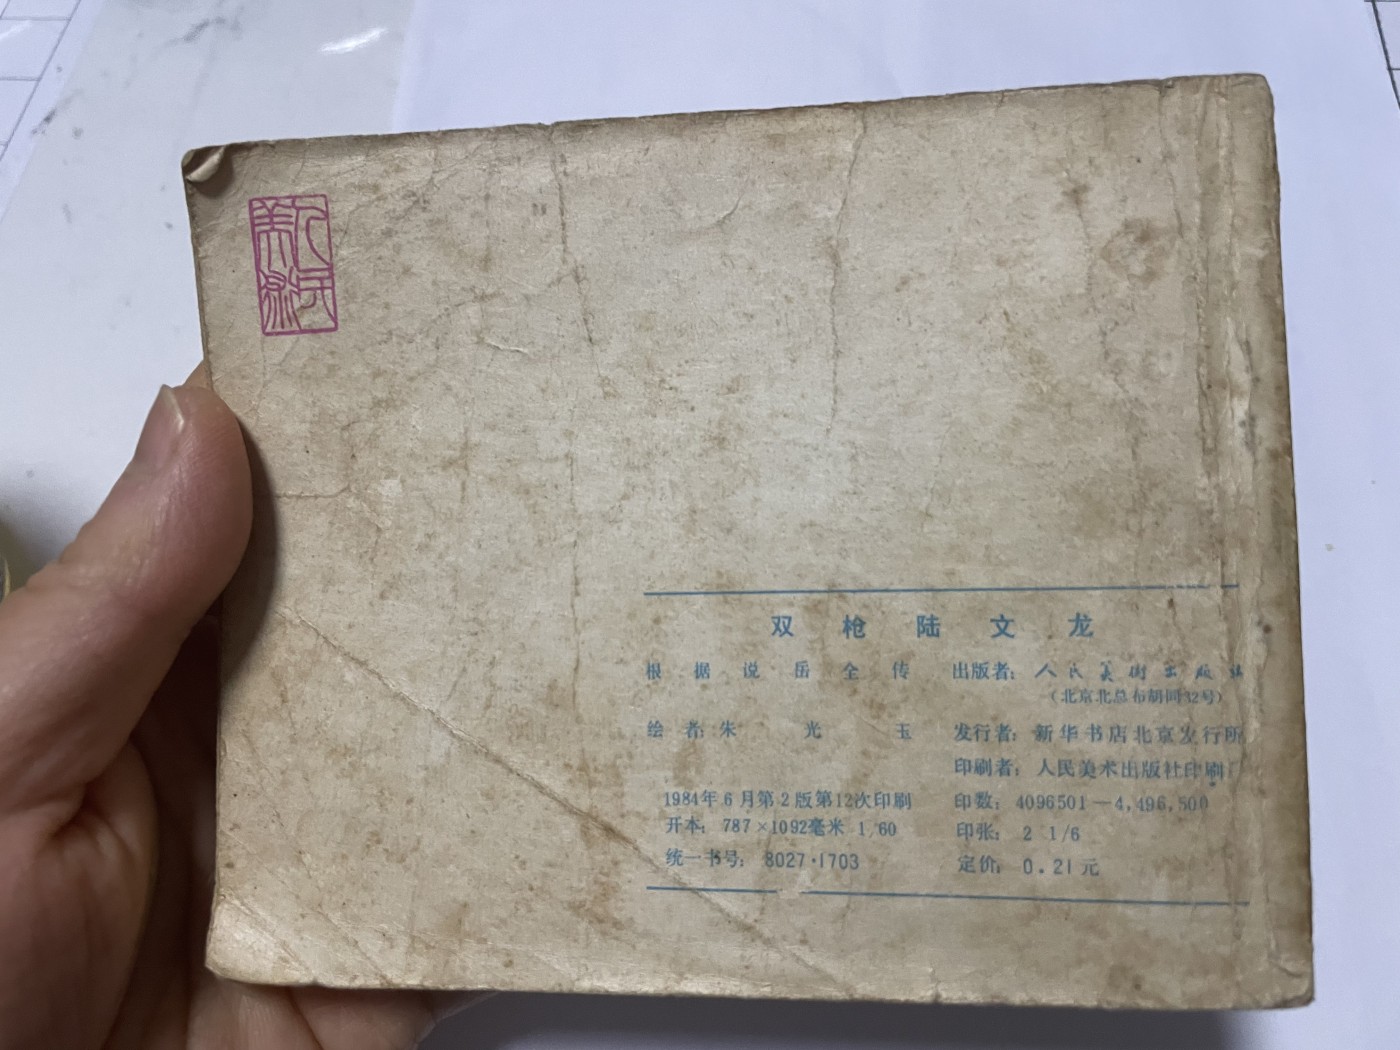 人民
美术
双枪陆文龙
根据说岳全传
出版者：人民美术出版社
（北京北总布胡同32号）
绘者：朱光玉
发行者：新华书店北京发行所
印刷者：人民美术出版社印刷厂
1984年6月第2版第12次印刷
印数：4096501—4,496,500
开本：787×1092毫米 1/60
印张：2 1/6
统一书号：8027·1703
定价：0.21元